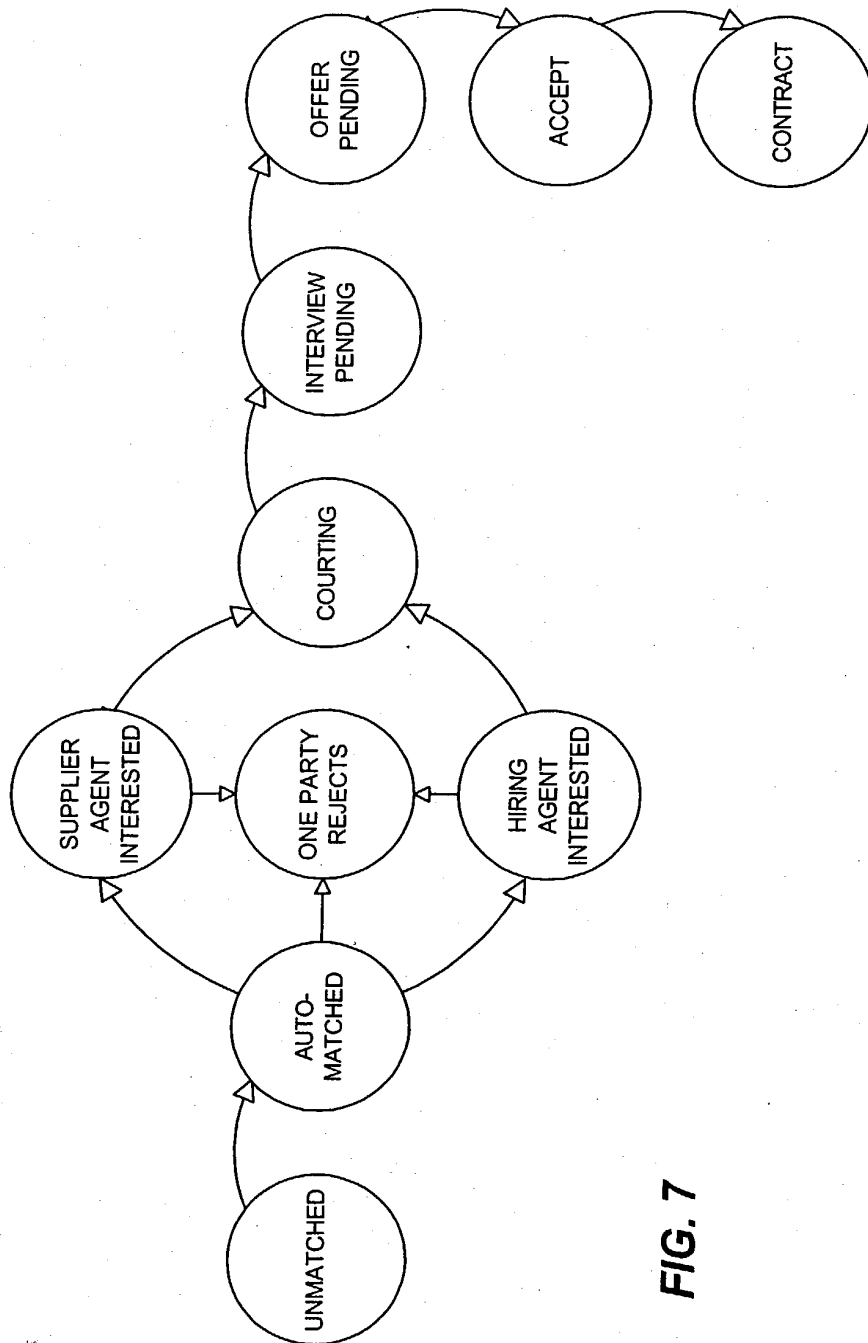 UNMATCHED
AUTO-
MATCHED
SUPPLIER
AGENT
INTERESTED
ONE PARTY
REJECTS
HIRING
AGENT
INTERESTED
COURTING
INTERVIEW
PENDING
OFFER
PENDING
ACCEPT
CONTRACT
FIG. 7